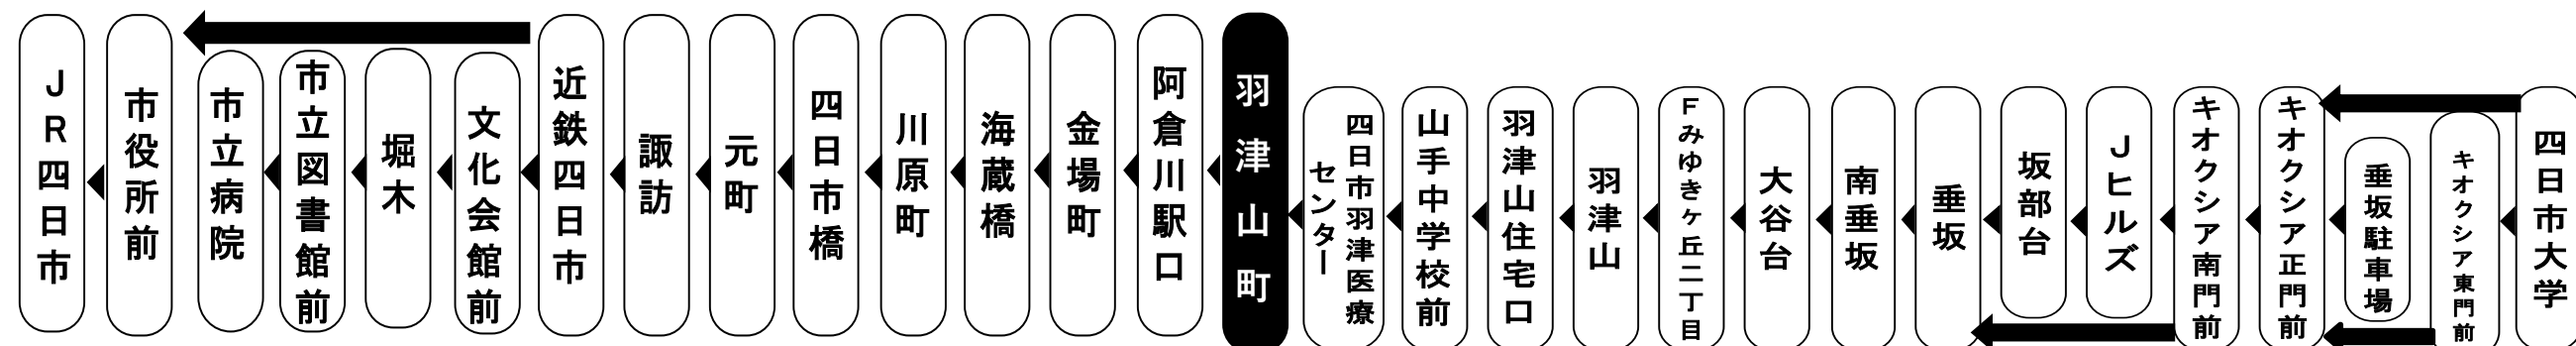 JR四日市
市役所前
市立病院
市立図書館前
堀木
文化会館前
近鉄四日市
諏訪
元町
四日市橋
川原町
海蔵橋
金場町
阿倉川駅口
羽津山町
四日市羽津医療
センター
山手中学校前
羽津山住宅口
羽津山
Fみゆきヶ丘二丁目
大谷台
南垂坂
垂坂
坂部台
Jヒルズ
キオクシア南門前
キオクシア正門前
垂坂駐車場
キオクシア東門前
四日市大学